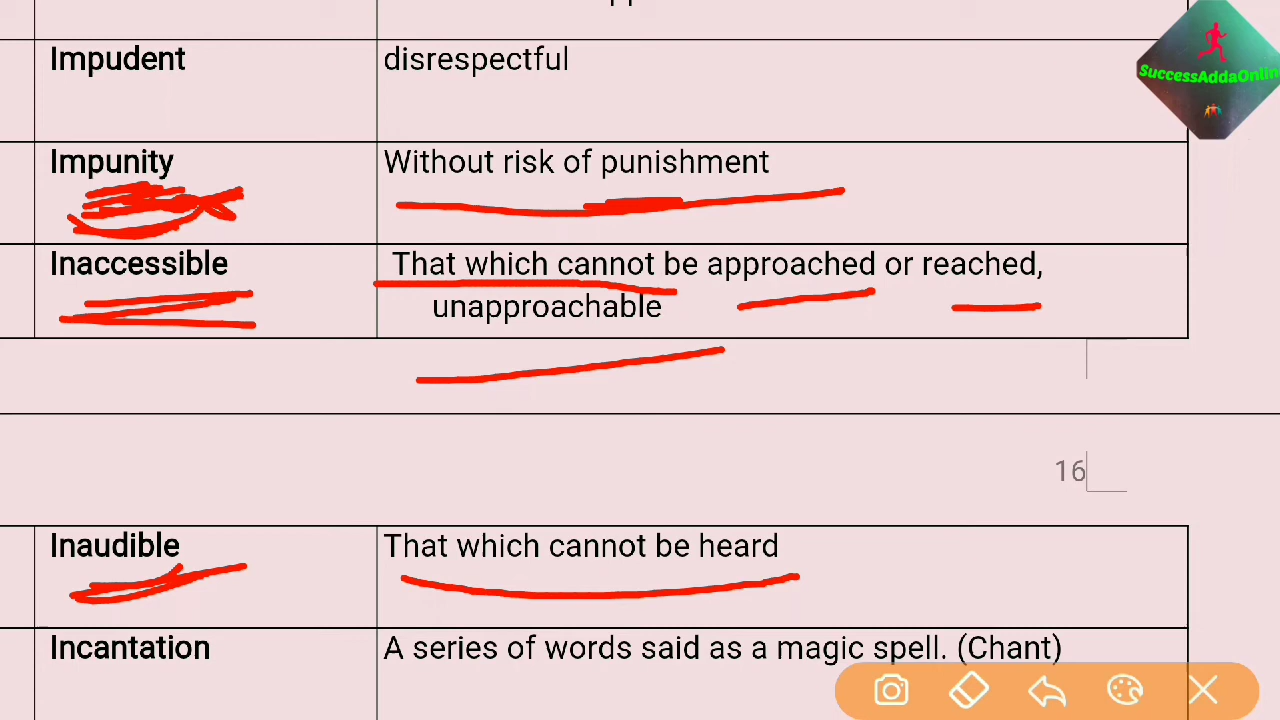 Impudent disrespectful
SuccessAddaOnlin
Impunity Without risk of punishment
Inaccessible That which cannot be approached or reached,
unapproachable
16
Inaudible That which cannot be heard
Incantation A series of words said as a magic spell. (Chant)